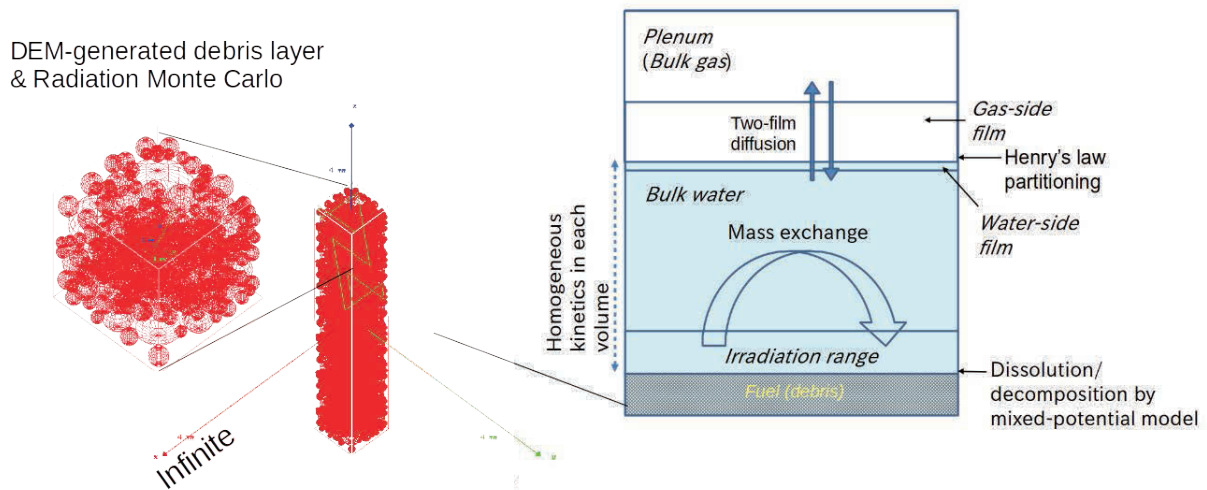 DEM-generated debris layer
& Radiation Monte Carlo
z
Infinite
Plenum
(Bulk gas)
Two-film
diffusion
Gas-side
film
Henry's law
partitioning
Water-side
film
Bulk water
Mass exchange
Homogeneous
kinetics in each
volume
Irradiation range
Fuel (debris)
Dissolution/
decomposition by
mixed-potential model